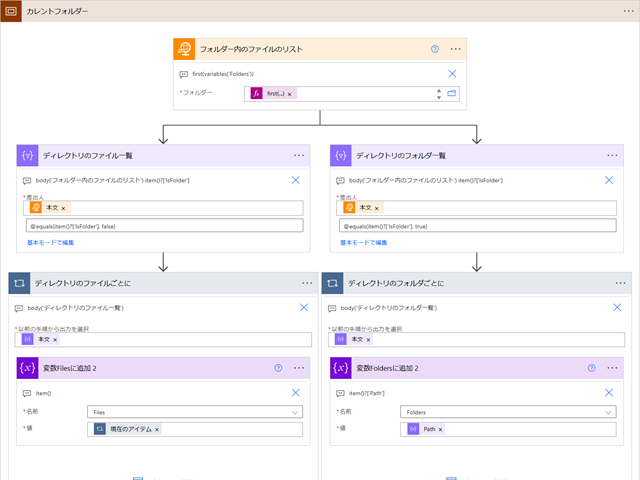 カレントフォルダー
フォルダー内のファイルのリスト
first(variables('Folders'))
*フォルダー
fx first(...) ×
ディレクトリのファイル一覧
body('フォルダー内のファイルのリスト') item()?['IsFolder']
*差出人
本文 ×
@equals(item()?['IsFolder'], false)
基本モードで編集
ディレクトリのフォルダー覧
body('フォルダー内のファイルのリスト') item()?['IsFolder']
*差出人
本文 ×
@equals(item()?['IsFolder'], true)
基本モードで編集
ディレクトリのファイルごとに
body('ディレクトリのファイル一覧')
*以前の手順から出力を選択
本文 ×
変数Filesに追加 2
item()
*名前
Files
*値
現在のアイテム ×
ディレクトリのフォルダごとに
body('ディレクトリのフォルダー覧')
*以前の手順から出力を選択
本文 ×
変数Foldersに追加 2
item()?['Path']
*名前
Folders
*値
Path ×